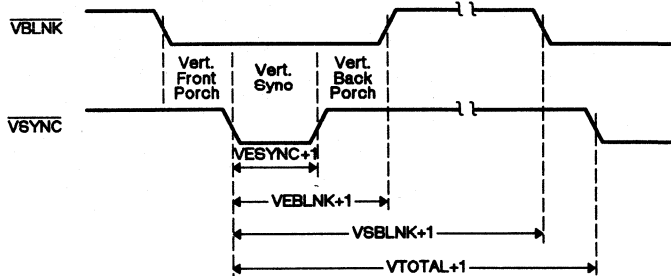 VBLNK
Vert.
Front
Porch
Vert.
Sync
Vert.
Back
Porch
VSYNC
VESYNC+1
VEBLNK+1
VSBLNK+1
VTOTAL+1